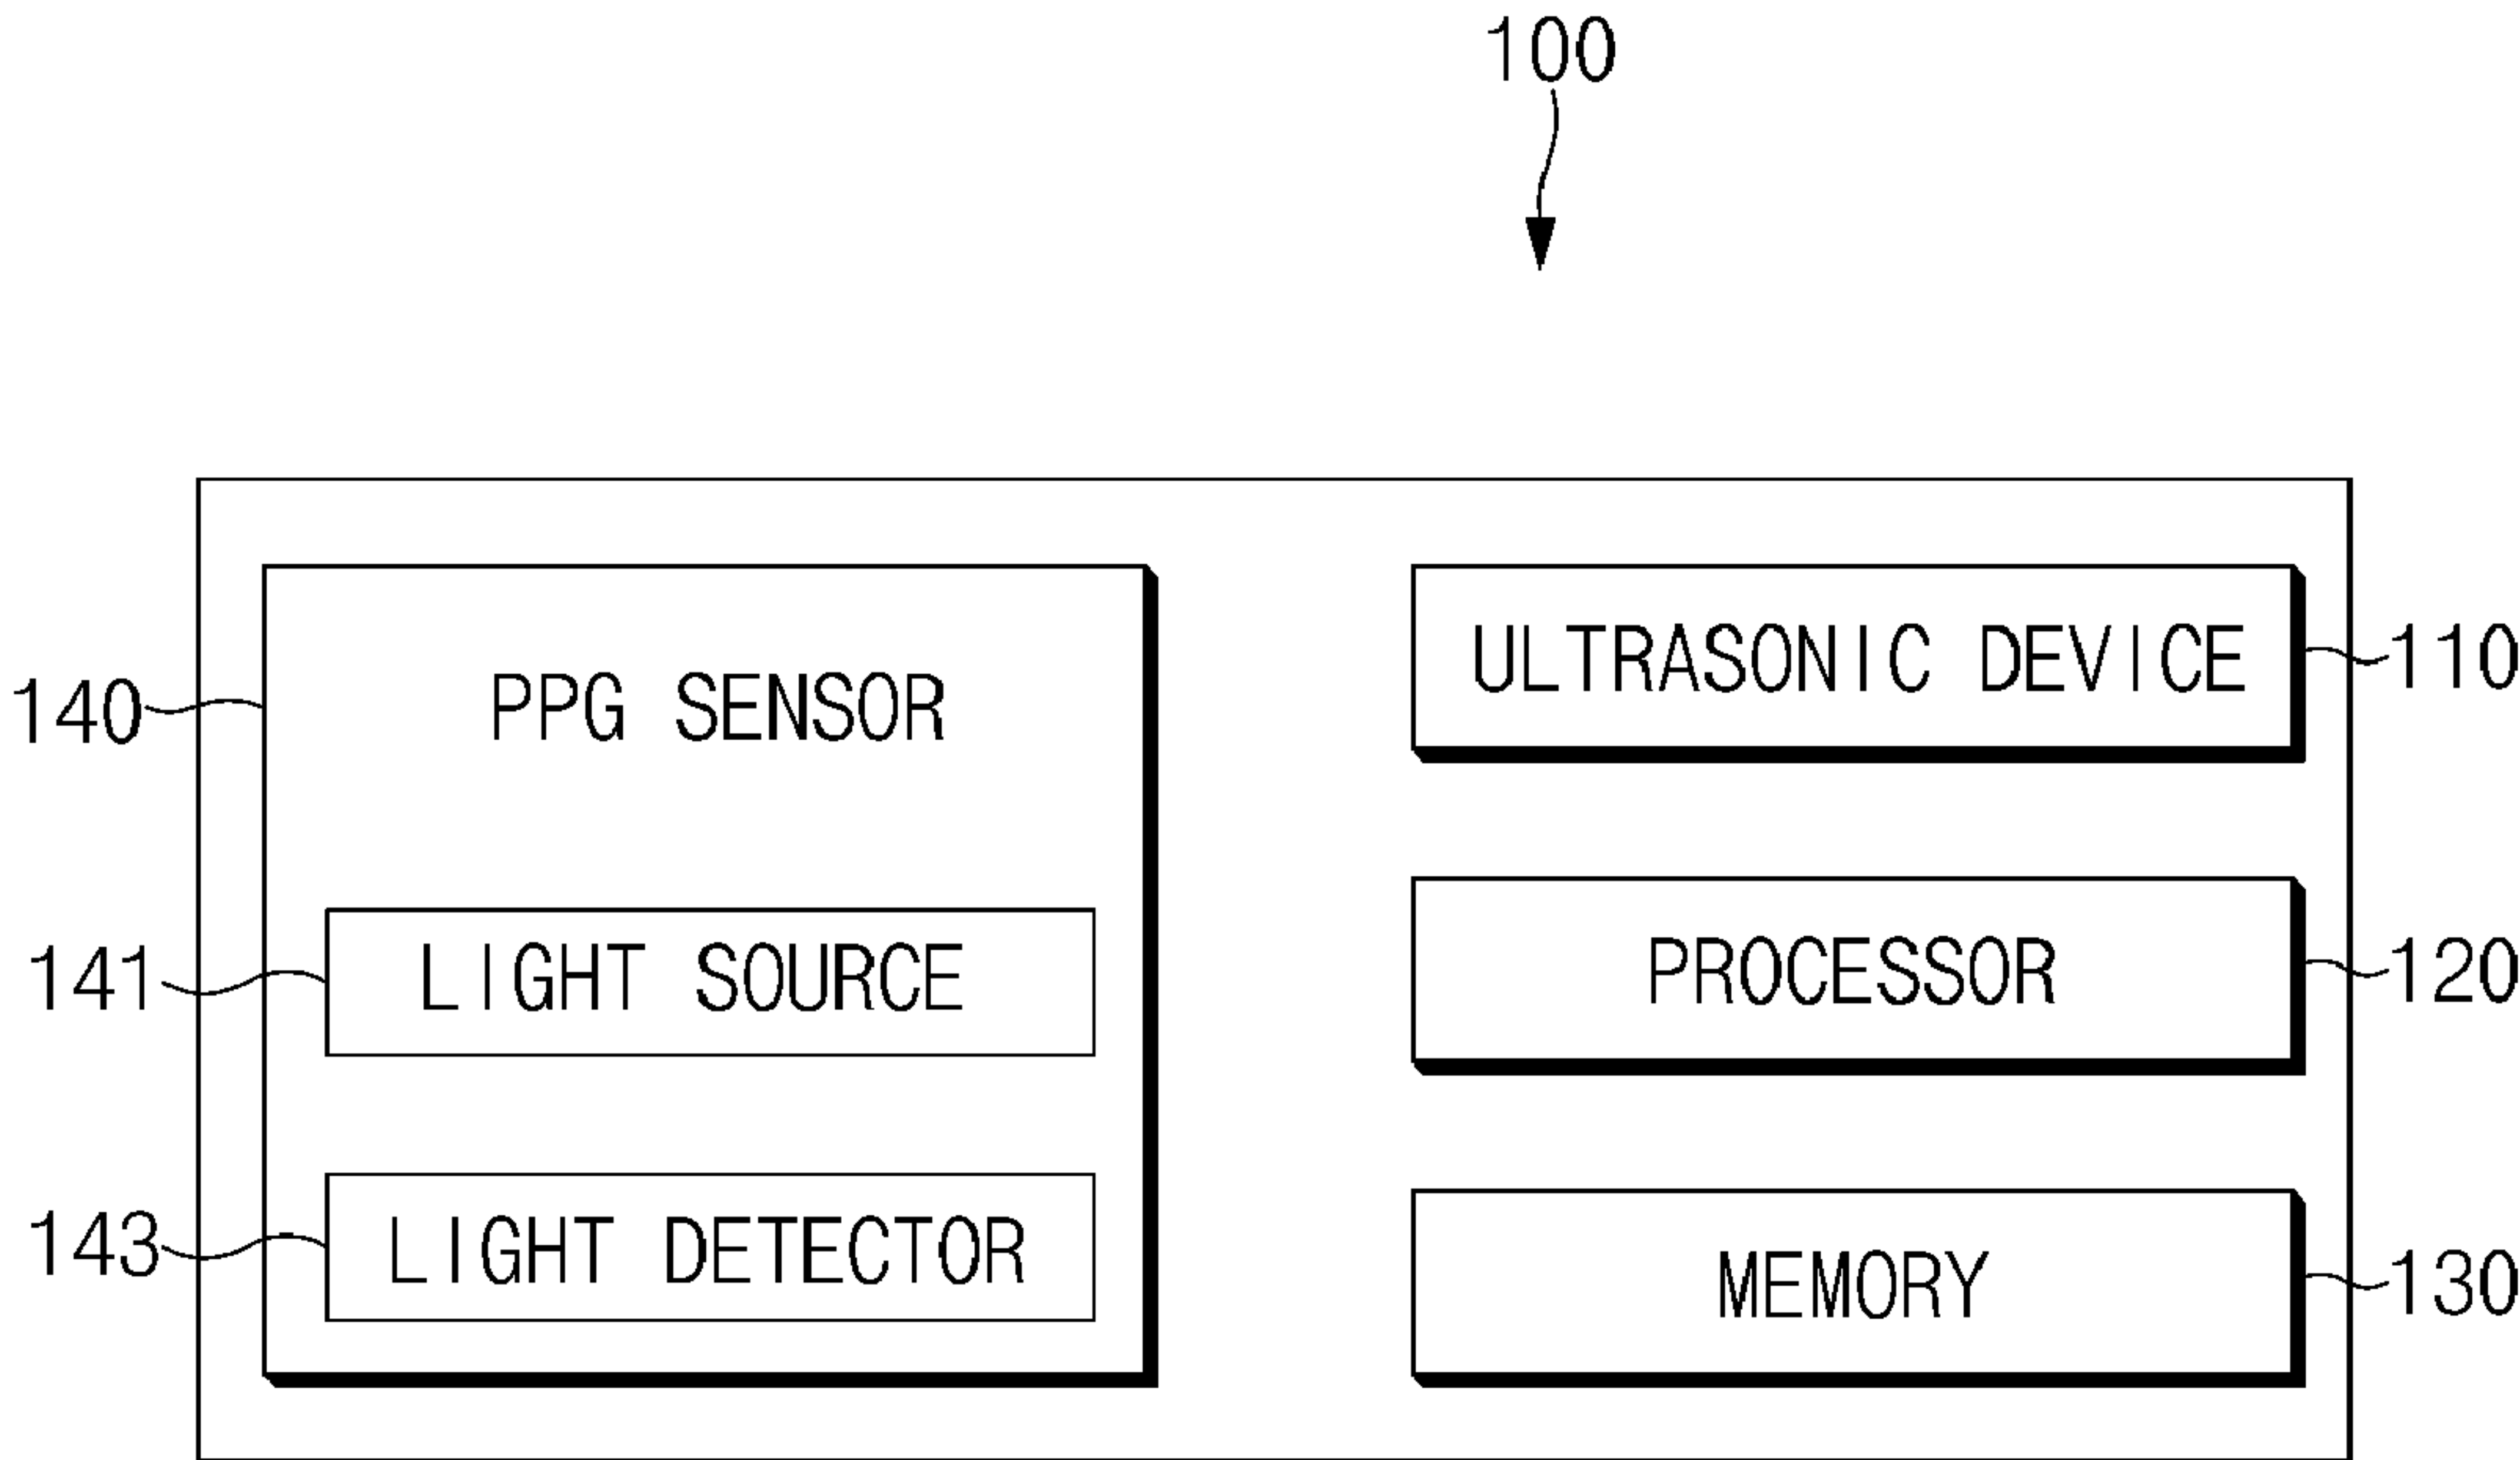 100
140
PPG SENSOR
141
LIGHT SOURCE
143
LIGHT DETECTOR
ULTRASONIC DEVICE
110
PROCESSOR
120
MEMORY
130